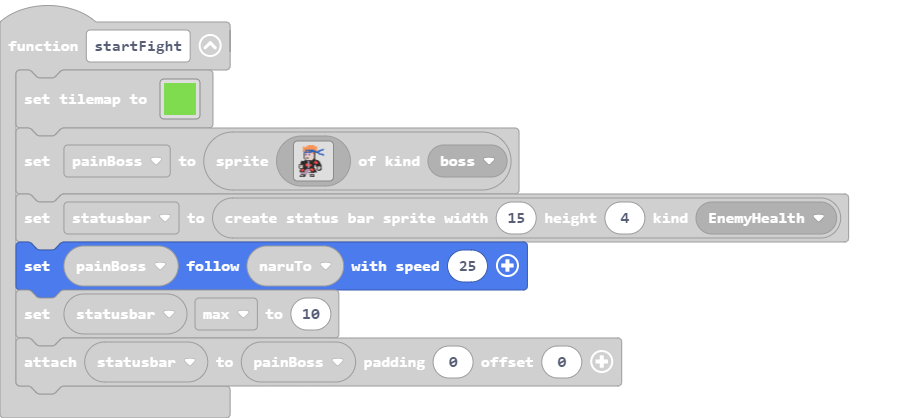 function startFight
set tilemap to
set painBoss to sprite of kind boss
set statusbar to create status bar sprite width 15 height 4 kind EnemyHealth
set painBoss follow naruTo with speed 25
set statusbar max to 10
attach statusbar to painBoss padding 0 offset 0